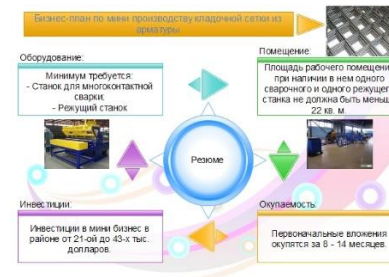 Бизнес-план по мини производству кладочной сетки из
арматуры
Оборудование:
Помещение:
Минимум требуется:
- Станок для многоконтактной
сварки;
- Режущий станок
Площадь рабочего помещения
при наличии в нем одного
сварочного и одного режущего
станка не должна быть меньше
22 кв. м.
Резюме
Инвестиции:
Окупаемость:
Инвестиции в мини бизнес в
районе от 21-ой до 43-х тыс.
долларов.
Первоначальные вложения
окупятся за 8 - 14 месяцев.